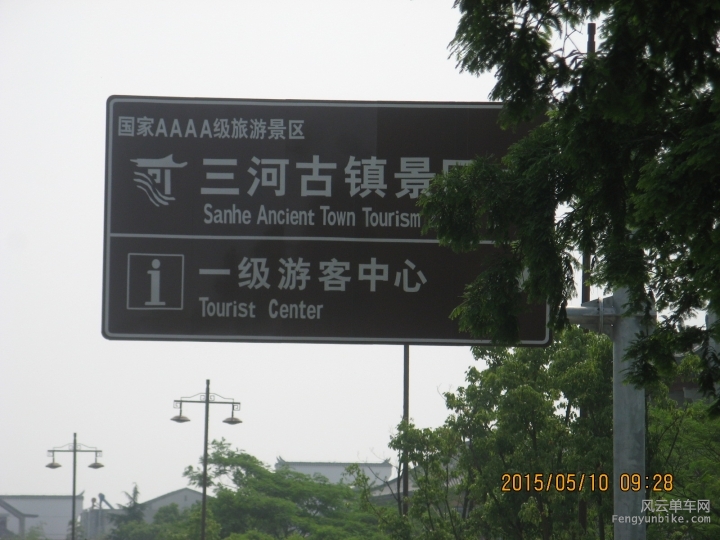 国家AAAA级旅游景区
三河古镇景区
Sanhe Ancient Town Tourism
一级游客中心
Tourist Center
2015/05/10 09:28
风云单车网
Fengyunbike.com